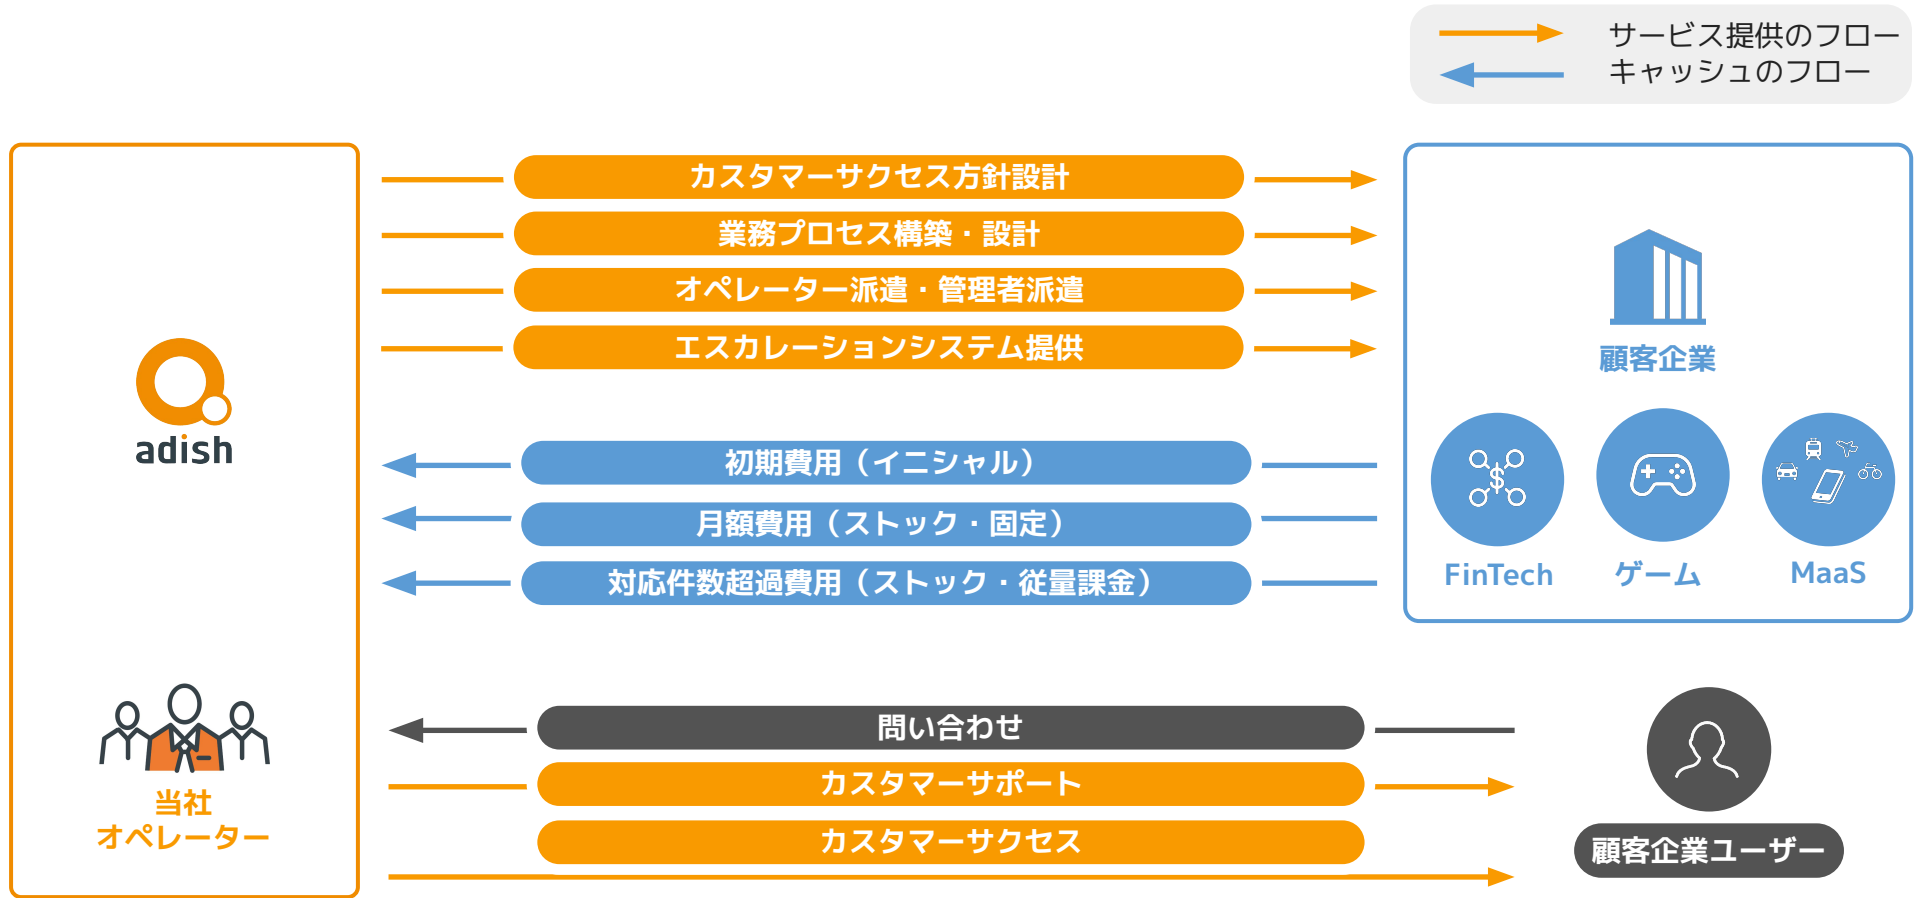 サービス提供のフロー
キャッシュのフロー
カスタマーサクセス方針設計
業務プロセス構築・設計
オペレーター派遣・管理者派遣
エスカレーションシステム提供
adish
顧客企業
初期費用（イニシャル）
月額費用（ストック・固定）
対応件数超過費用（ストック・従量課金）
FinTech
ゲーム
MaaS
問い合わせ
カスタマーサポート
カスタマーサクセス
当社
オペレーター
顧客企業ユーザー